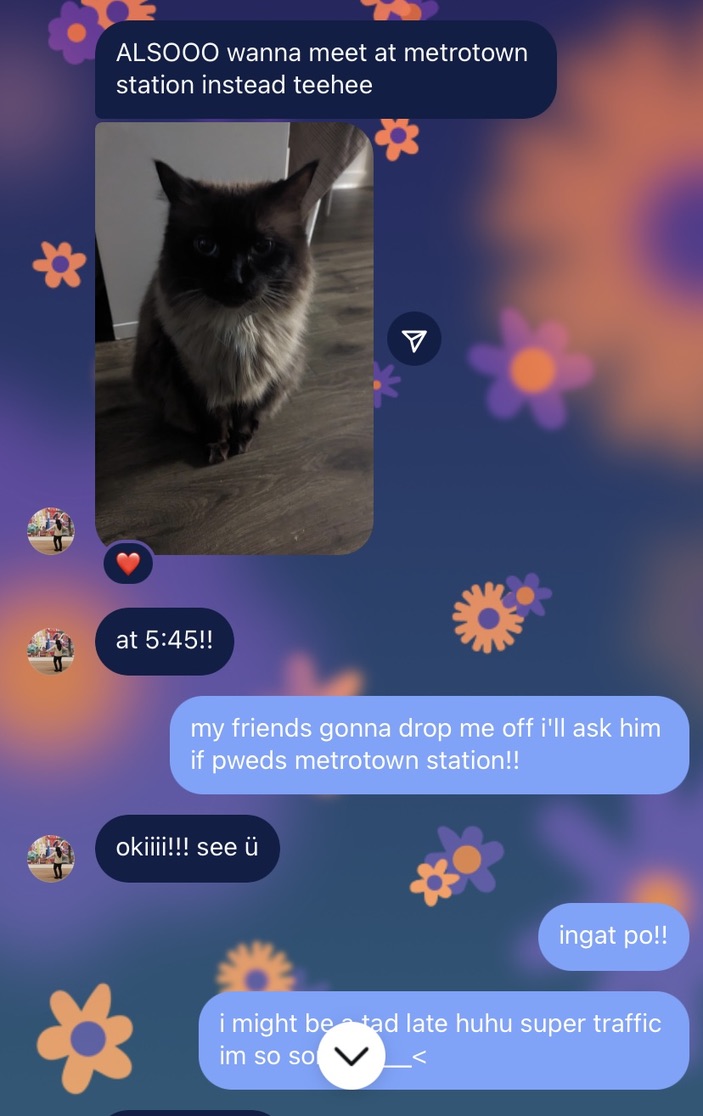 ALSOOO wanna meet at metrotown
station instead teehee
at 5:45!!
my friends gonna drop me off i'll ask him
if pweds metrotown station!!
okiiii!!! see ü
ingat po!!
i might be a tad late huhu super traffic
im so
__<